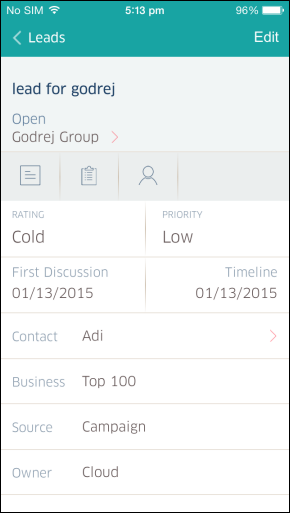 No SIM 5:13 pm 96%
Leads Edit
lead for godrej
Open
Godrej Group
RATING PRIORITY
Cold Low
First Discussion Timeline
01/13/2015 01/13/2015
Contact Adi
Business Top 100
Source Campaign
Owner Cloud